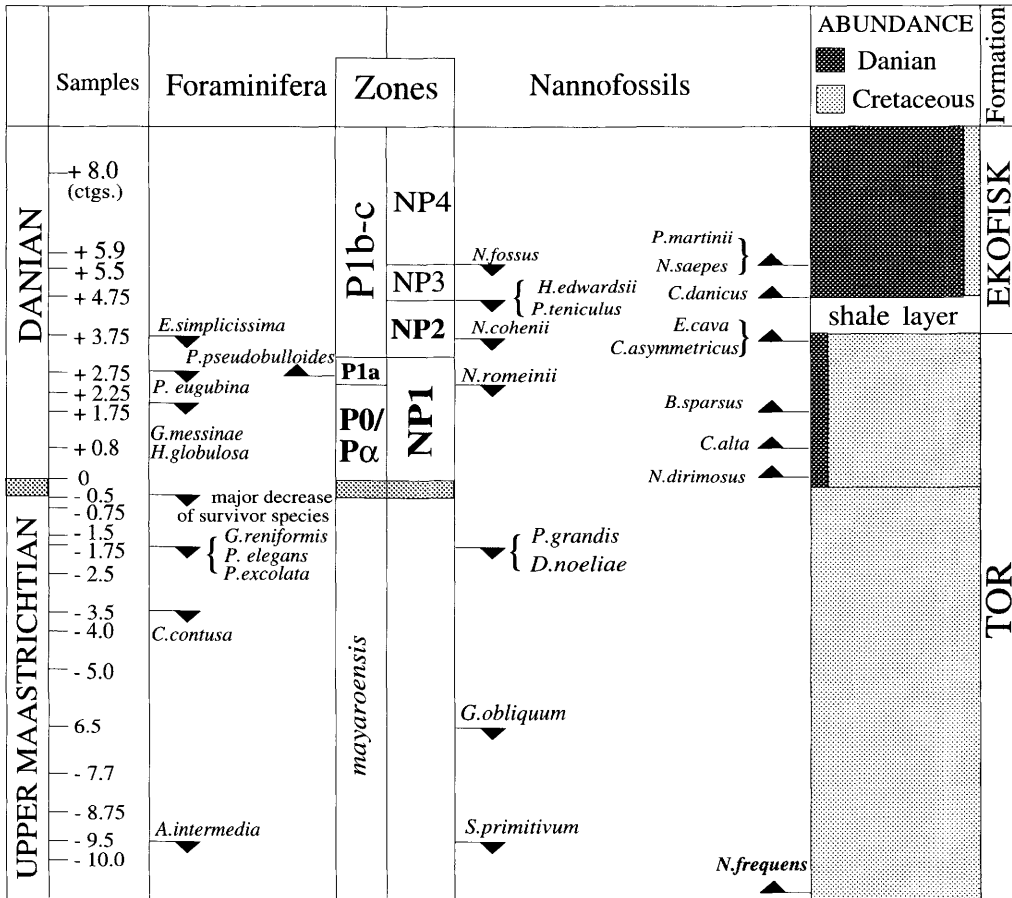 Samples
Foraminifera
Zones
Nannofossils
ABUNDANCE
Danian
Cretaceous
Formation
DANIAN
UPPER MAASTRICHTIAN
+ 8.0
(ctgs.)
+ 5.9
+ 5.5
+ 4.75
+ 3.75
+ 2.75
+ 2.25
+ 1.75
+ 0.8
0
- 0.5
- 0.75
- 1.5
- 1.75
- 2.5
- 3.5
- 4.0
- 5.0
6.5
- 7.7
- 8.75
- 9.5
- 10.0
E.simplicissima
P.pseudobulloides
P. eugubina
G.messinae
H.globulosa
major decrease
of survivor species
G.reniformis
P. elegans
P.excolata
C.contusa
A.intermedia
P1b-c
P1a
P0/
Pα
mayaroensis
NP4
NP3
NP2
NP1
N.fossus
H.edwardsii
P.teniculus
N.cohenii
N.romeinii
P.grandis
D.noeliae
G.obliquum
S.primitivum
P.martinii
N.saepes
C.danicus
E.cava
C.asymmetricus
B.sparsus
C.alta
N.dirimosus
N.frequens
shale layer
EKOFISK
TOR